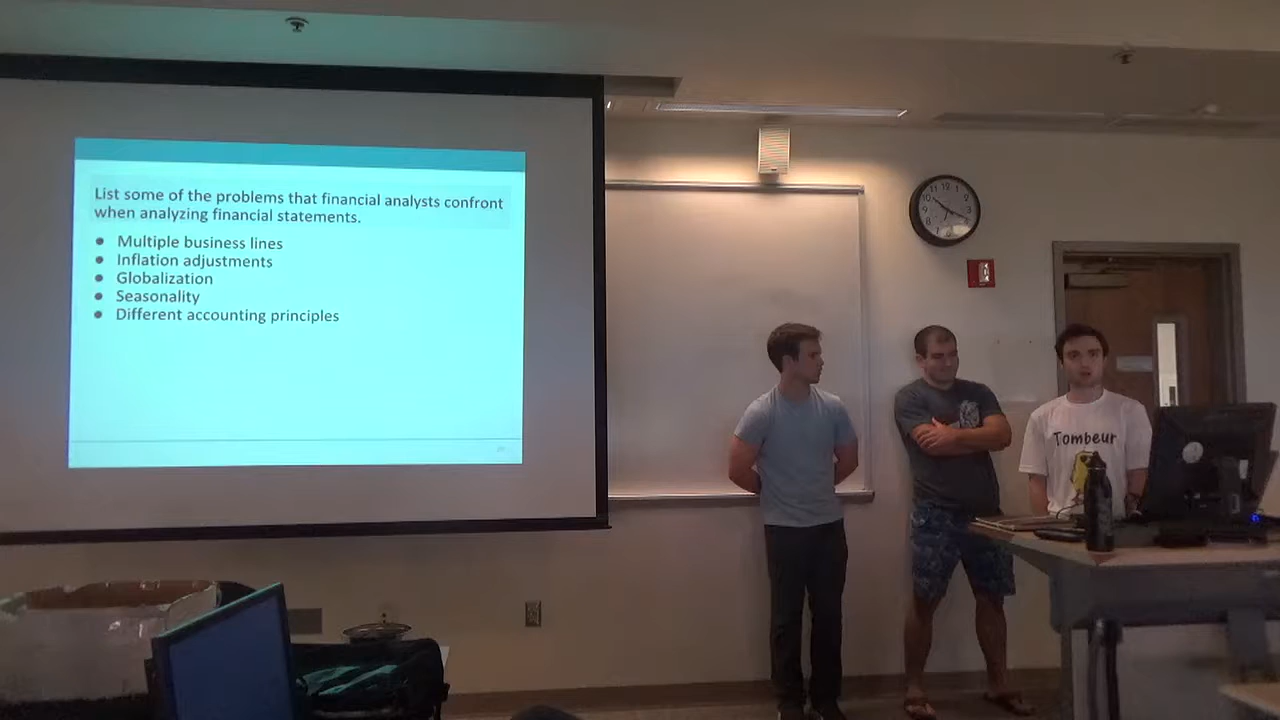 List some of the problems that financial analysts confront
when analyzing financial statements.
● Multiple business lines
● Inflation adjustments
● Globalization
● Seasonality
● Different accounting principles
Tombeur